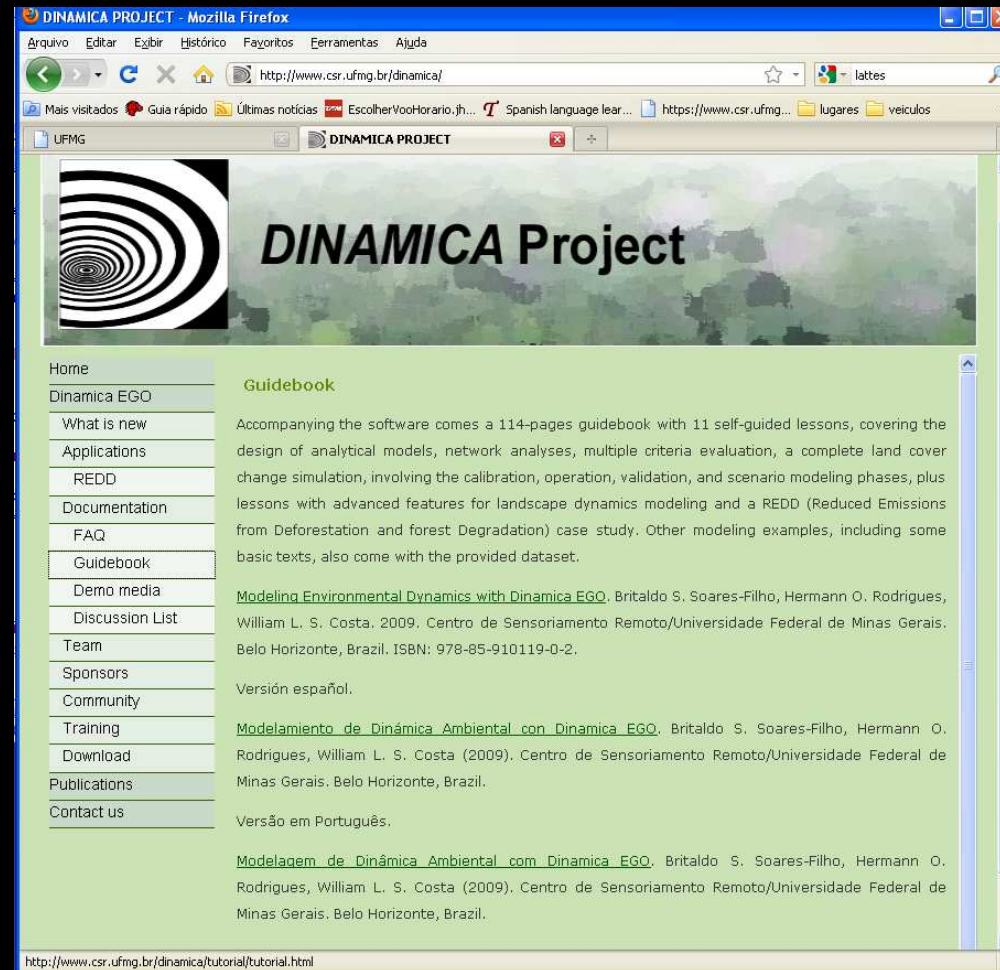 DINAMICA PROJECT - Mozilla Firefox
Arquivo Editar Exibir Histórico Favoritos Ferramentas Ajuda
http://www.csr.ufmg.br/dinamica/ lattes
Mais visitados Guia rápido Últimas notícias EscolherVooHorario.jh... Spanish language lear... https://www.csr.ufmg... lugares veiculos
UFMG DINAMICA PROJECT
DINAMICA Project
Home
Dinamica EGO
What is new
Applications
REDD
Documentation
FAQ
Guidebook
Demo media
Discussion List
Team
Sponsors
Community
Training
Download
Publications
Contact us
Guidebook
Accompanying the software comes a 114-pages guidebook with 11 self-guided lessons, covering the
design of analytical models, network analyses, multiple criteria evaluation, a complete land cover
change simulation, involving the calibration, operation, validation, and scenario modeling phases, plus
lessons with advanced features for landscape dynamics modeling and a REDD (Reduced Emissions
from Deforestation and forest Degradation) case study. Other modeling examples, including some
basic texts, also come with the provided dataset.
Modeling Environmental Dynamics with Dinamica EGO. Britaldo S. Soares-Filho, Hermann O. Rodrigues,
William L. S. Costa. 2009. Centro de Sensoriamento Remoto/Universidade Federal de Minas Gerais.
Belo Horizonte, Brazil. ISBN: 978-85-910119-0-2.
Versión español.
Modelamiento de Dinámica Ambiental con Dinamica EGO. Britaldo S. Soares-Filho, Hermann O.
Rodrigues, William L. S. Costa (2009). Centro de Sensoriamento Remoto/Universidade Federal de
Minas Gerais. Belo Horizonte, Brazil.
Versão em Português.
Modelagem de Dinâmica Ambiental com Dinamica EGO. Britaldo S. Soares-Filho, Hermann O.
Rodrigues, William L. S. Costa (2009). Centro de Sensoriamento Remoto/Universidade Federal de
Minas Gerais. Belo Horizonte, Brazil.
http://www.csr.ufmg.br/dinamica/tutorial/tutorial.html